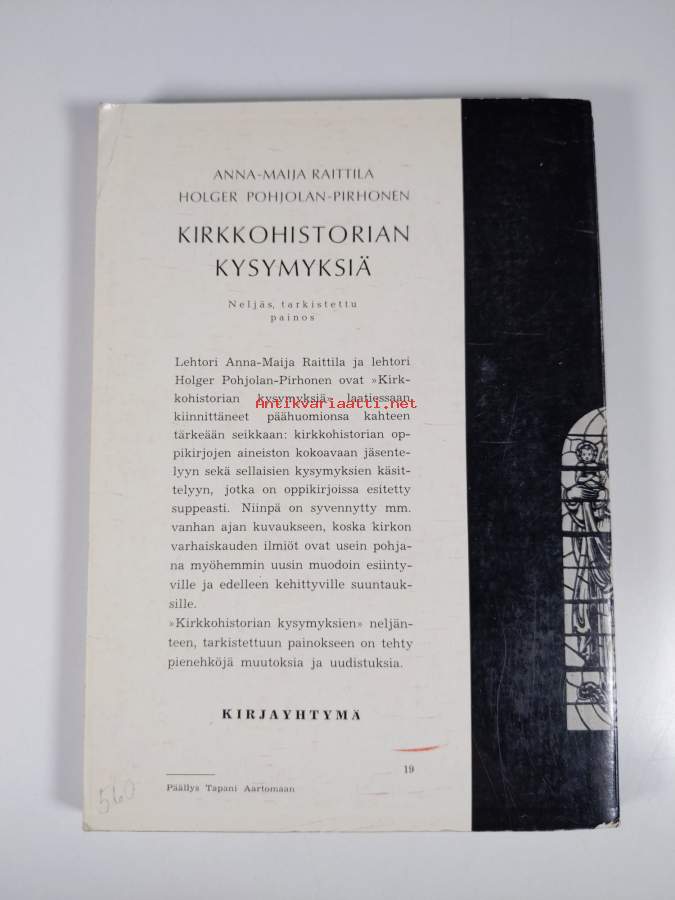 ANNA-MAIJA RAITTILA
HOLGER POHJOLAN-PIRHONEN
KIRKKOHISTORIAN
KYSYMYKSIÄ
Neljäs, tarkistettu
painos
Lehtori Anna-Maija Raittila ja lehtori
Holger Pohjolan-Pirhonen ovat »Kirk-
kohistorian kysymyksiä» laatiessaan
Antikvariaatti.net
kiinnittäneet päähuomionsa kahteen
tärkeään seikkaan: kirkkohistorian op-
pikirjojen aineiston kokoavaan jäsente-
lyyn sekä sellaisien kysymyksien käsit-
telyyn, jotka on oppikirjoissa esitetty
suppeasti. Niinpä on syvennytty mm.
vanhan ajan kuvaukseen, koska kirkon
varhaiskauden ilmiöt ovat usein pohja-
na myöhemmin uusin muodoin esiinty-
ville ja edelleen kehittyville suuntauk-
sille.
»Kirkkohistorian kysymyksien» neljän-
teen, tarkistettuun painokseen on tehty
pienehköjä muutoksia ja uudistuksia.
KIRJAYHTYMÄ
19
Päällys Tapani Aartomaan
560